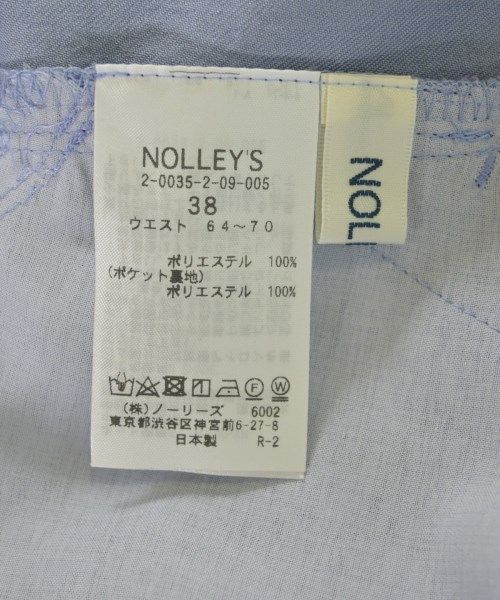 NOLLEY'S
2-0035-2-09-005
38
ウエスト 64~70
ポリエステル 100%
(ポケット裏地)
ポリエステル 100%
F W
(株)ノーリーズ 6002
東京都渋谷区神宮前6-27-8
日本製 R-2
NOL